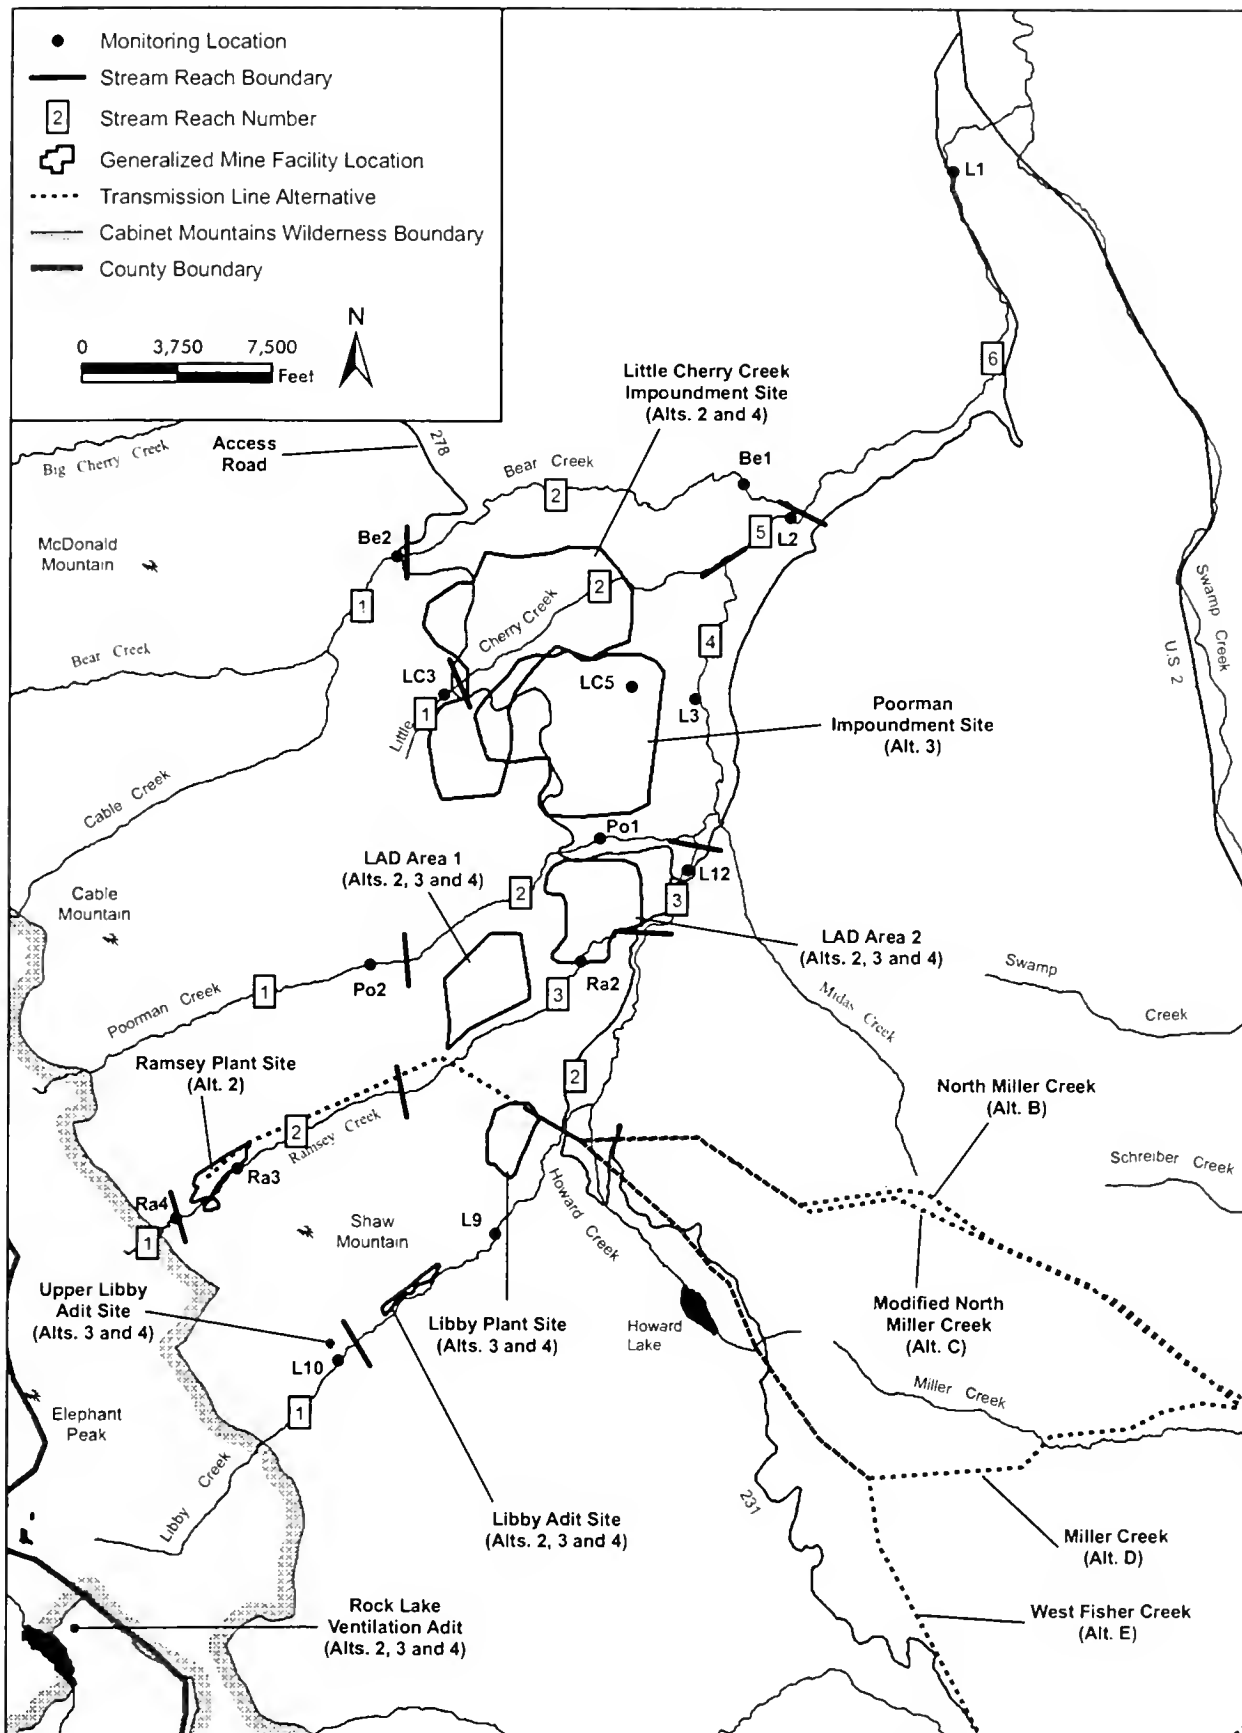 Monitoring Location
Stream Reach Boundary
2 Stream Reach Number
Generalized Mine Facility Location
Transmission Line Alternative
Cabinet Mountains Wilderness Boundary
County Boundary
N
0 3,750 7,500
Feet
L1
6
Little Cherry Creek
Impoundment Site
(Alts. 2 and 4)
Big Cherry Creek
Access
Road
278
Bear Creek
2
Be1
5
L2
Be2
McDonald
Mountain
1
2
Cherry Creek
Swamp Creek
U.S 2
4
Bear Creek
LC3
LC5
L3
1
Little
Poorman
Impoundment Site
(Alt. 3)
Cable Creek
Po1
LAD Area 1
(Alts. 2, 3 and 4)
L12
2
3
Cable
Mountain
LAD Area 2
(Alts. 2, 3 and 4)
Po2
Ra2
1
3
Poorman Creek
Midas Creek
Swamp
Creek
Ramsey Plant Site
(Alt. 2)
2
North Miller Creek
(Alt. B)
2
Ramsey Creek
Ra3
Schreiber Creek
Ra4
1
Shaw
Mountain
L9
Howard Creek
Upper Libby
Adit Site
(Alts. 3 and 4)
Libby Plant Site
(Alts. 3 and 4)
Howard
Lake
Modified North
Miller Creek
(Alt. C)
L10
1
Miller Creek
Elephant
Peak
Libby Creek
231
Libby Adit Site
(Alts. 2, 3 and 4)
Miller Creek
(Alt. D)
Rock Lake
Ventilation Adit
(Alts. 2, 3 and 4)
West Fisher Creek
(Alt. E)